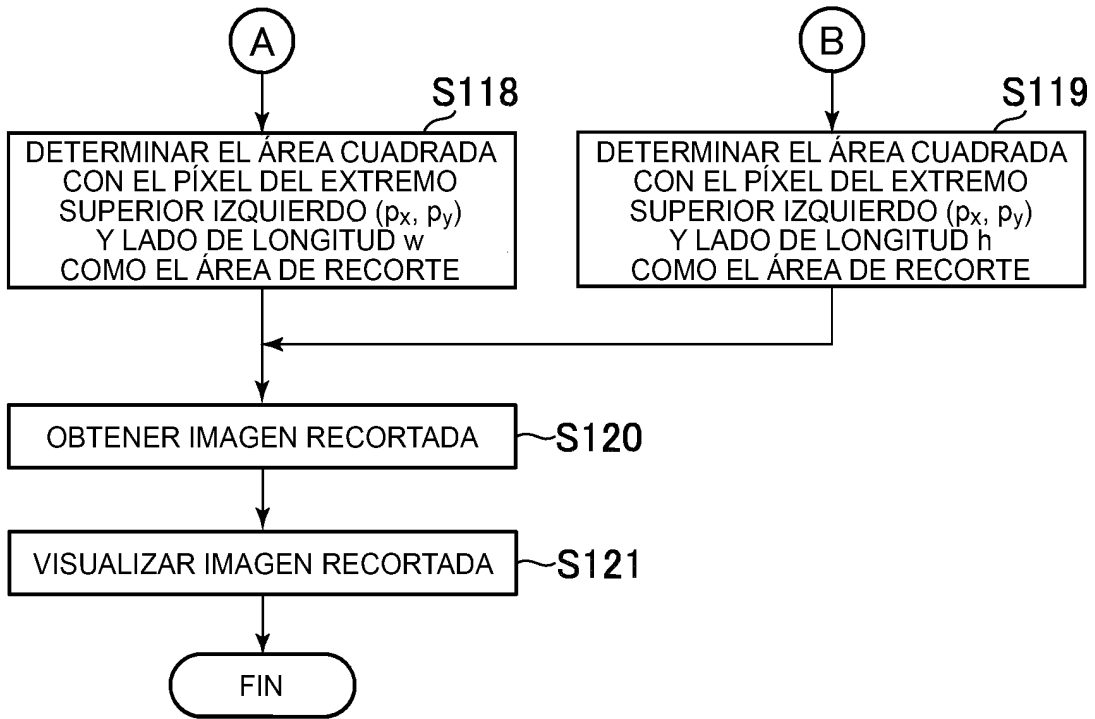 A
B
S118
S119
DETERMINAR EL ÁREA CUADRADA
CON EL PÍXEL DEL EXTREMO
SUPERIOR IZQUIERDO (px, py)
Y LADO DE LONGITUD w
COMO EL ÁREA DE RECORTE
DETERMINAR EL ÁREA CUADRADA
CON EL PÍXEL DEL EXTREMO
SUPERIOR IZQUIERDO (px, py)
Y LADO DE LONGITUD h
COMO EL ÁREA DE RECORTE
OBTENER IMAGEN RECORTADA
S120
VISUALIZAR IMAGEN RECORTADA
S121
FIN